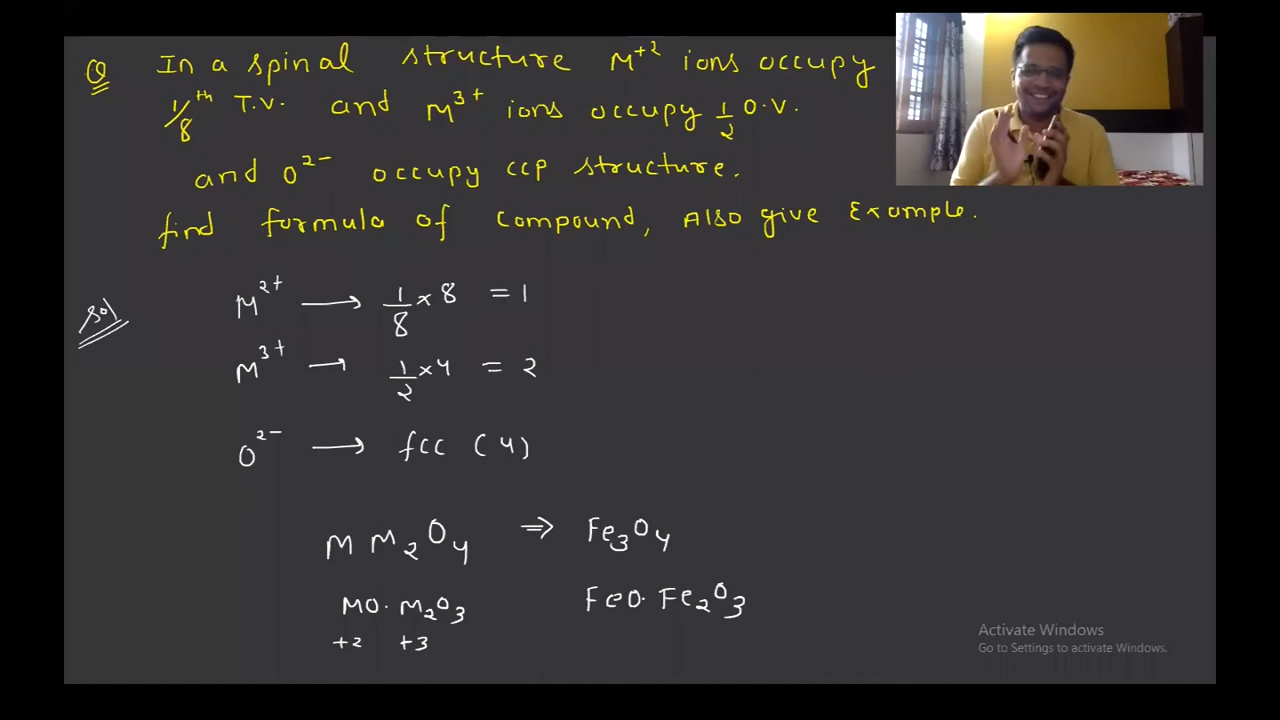 Q In a spinal structure M⁺² ions occupy
1/8ᵗʰ T.V. and M³⁺ ions occupy 1/2 O.V.
and O²⁻ occupy ccp structure.
find formula of compound, Also give Example.
Sol M²⁺ → 1/8 × 8 = 1
M³⁺ → 1/2 × 4 = 2
O²⁻ → fcc (4)
M M₂O₄ ⇒ Fe₃O₄
MO. M₂O₃ FeO. Fe₂O₃
+2 +3
Activate Windows
Go to Settings to activate Windows.